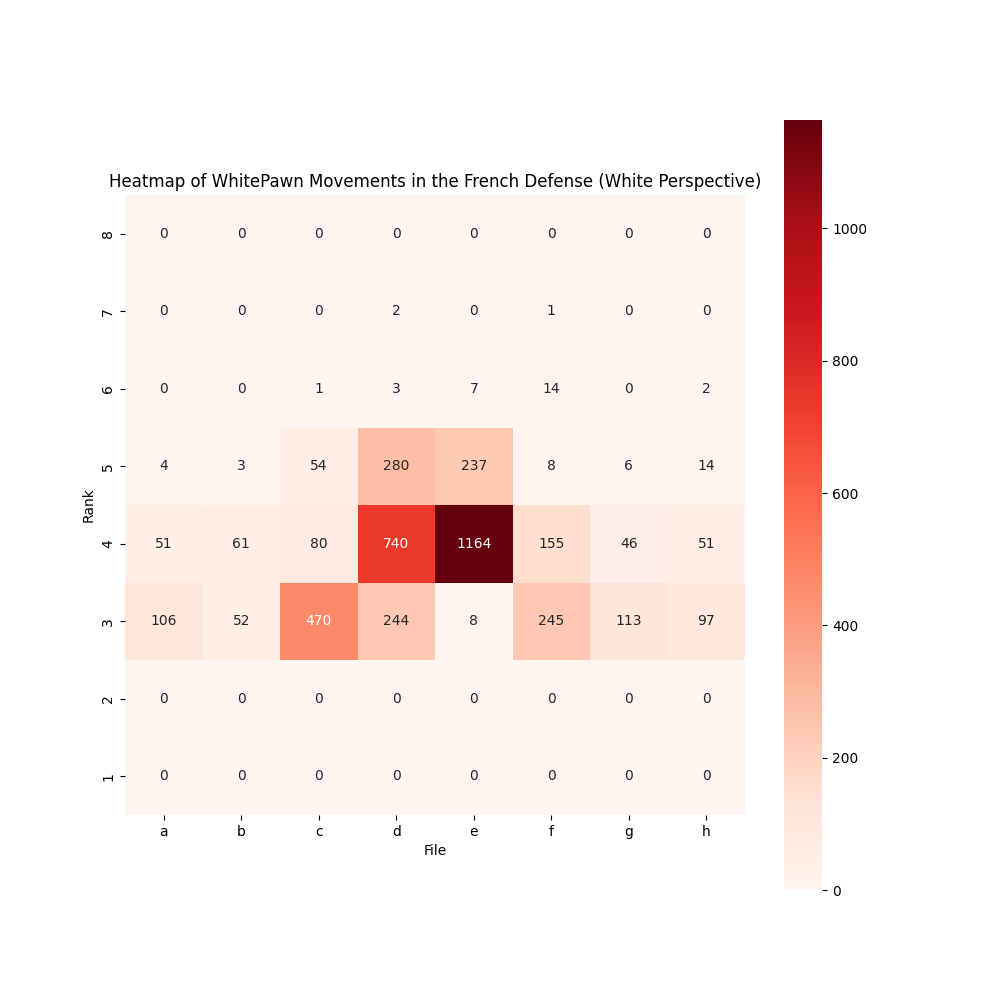 Heatmap of WhitePawn Movements in the French Defense (White Perspective)
8 0 0 0 0 0 0 0 0
7 0 0 0 2 0 1 0 0
6 0 0 1 3 7 14 0 2
5 4 3 54 280 237 8 6 14
4 51 61 80 740 1164 155 46 51
3 106 52 470 244 8 245 113 97
2 0 0 0 0 0 0 0 0
1 0 0 0 0 0 0 0 0
a b c d e f g h
File
Rank
1000
800
600
400
200
0